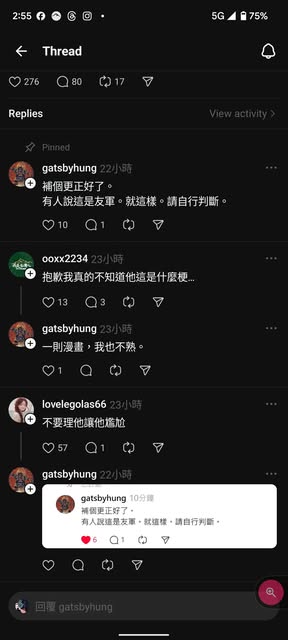 2:55
5G 75%
Thread
276 80 17
Replies
View activity
Pinned
gatsbyhung 22小時
補個更正好了。
有人說這是友軍。就這樣。請自行判斷。
10 1
ooxx2234 23小時
抱歉我真的不知道他這是什麼梗...
13 3
gatsbyhung 23小時
一則漫畫，我也不熟。
1
lovelegolas66 23小時
不要理他讓他尷尬
57 1
gatsbyhung 22小時
gatsbyhung 10分鐘
補個更正好了。
有人說這是友軍。就這樣。請自行判斷。
6 1
回覆 gatsbyhung